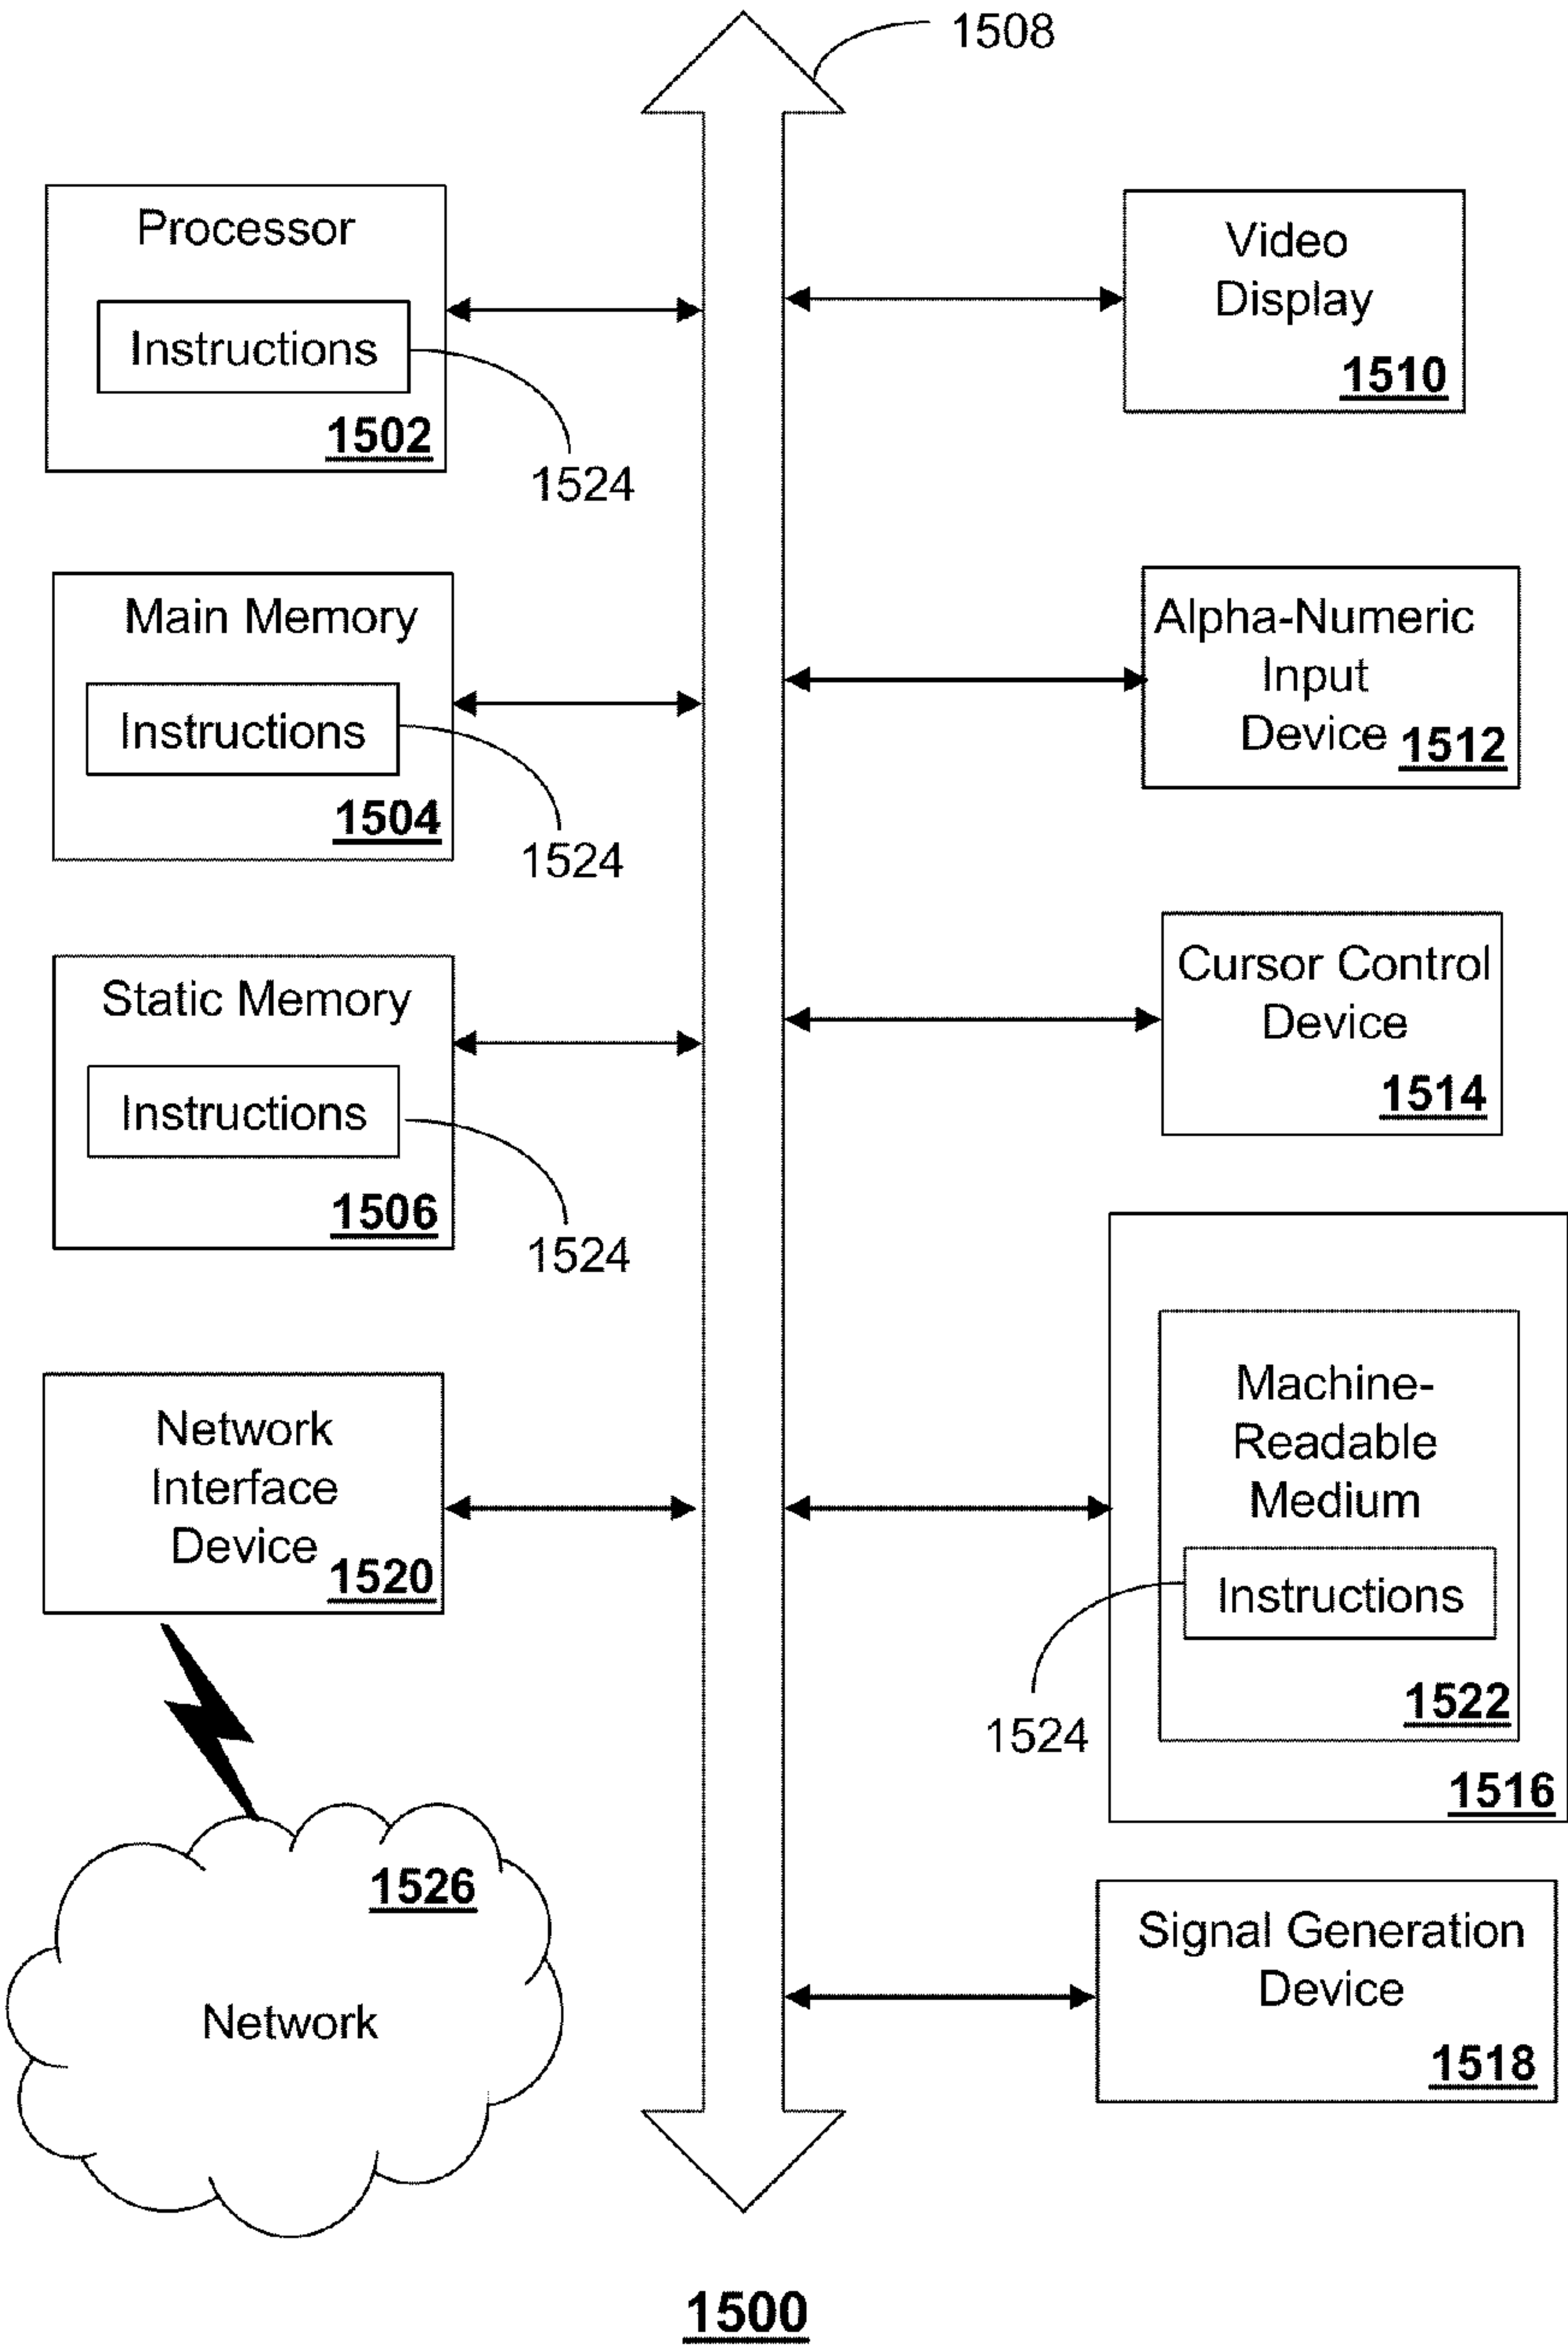 1508
Processor
Instructions
1502
1524
Main Memory
Instructions
1504
1524
Static Memory
Instructions
1506
1524
Network
Interface
Device
1520
1526
Network
Video
Display
1510
Alpha-Numeric
Input
Device 1512
Cursor Control
Device
1514
Machine-
Readable
Medium
Instructions
1522
1524
1516
Signal Generation
Device
1518
1500